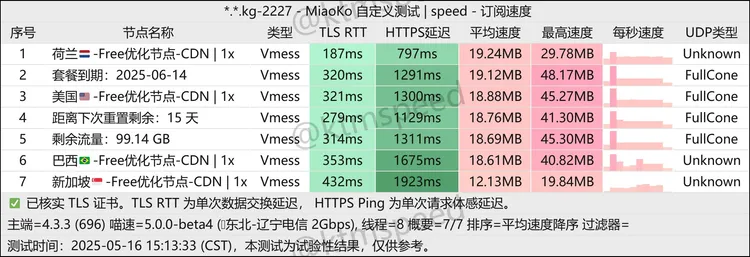 *.*.kg-2227 - MiaoKo 自定义测试 | speed - 订阅速度
序号 节点名称 类型 TLS RTT HTTPS延迟 平均速度 最高速度 每秒速度 UDP类型
1 荷兰🇳🇱-Free优化节点-CDN | 1x Vmess 187ms 797ms 19.24MB 29.78MB Unknown
2 套餐到期：2025-06-14 Vmess 320ms 1291ms 19.12MB 48.17MB FullCone
3 美国🇺🇸-Free优化节点-CDN | 1x Vmess 321ms 1300ms 18.88MB 45.27MB FullCone
4 距离下次重置剩余：15 天 Vmess 279ms 1129ms 18.76MB 41.30MB FullCone
5 剩余流量：99.14 GB Vmess 314ms 1311ms 18.69MB 45.30MB FullCone
6 巴西🇧🇷-Free优化节点-CDN | 1x Vmess 353ms 1675ms 18.61MB 40.82MB Unknown
7 新加坡🇸🇬-Free优化节点-CDN | 1x Vmess 432ms 1923ms 12.13MB 19.84MB Unknown
✅ 已核实 TLS 证书。TLS RTT 为单次数据交换延迟， HTTPS Ping 为单次请求体感延迟。
主端=4.3.3 (696) 喵速=5.0.0-beta4 (东北-辽宁电信 2Gbps), 线程=8 概要=7/7 排序=平均速度降序 过滤器=
测试时间：2025-05-16 15:13:33 (CST)，本测试为试验性结果，仅供参考。
@ktmspeed
@ktmspeed